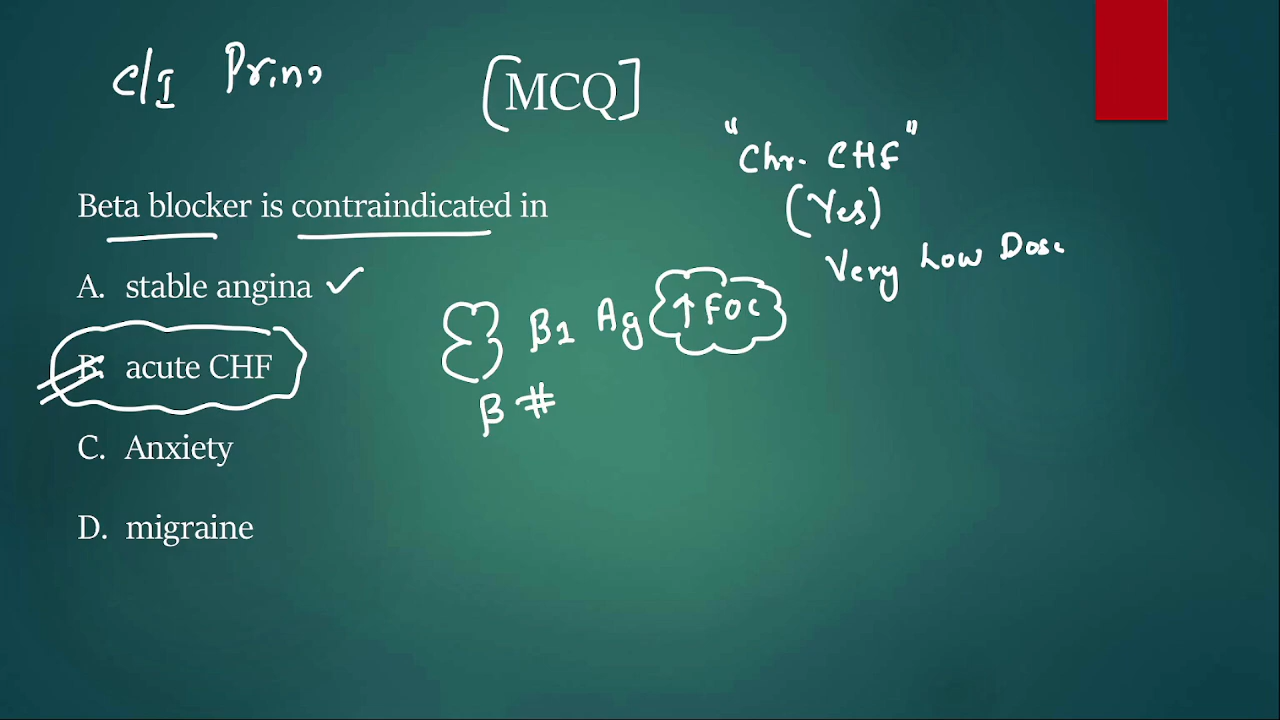 C/I Prinz
[MCQ]
"Chr. CHF"
(Yes)
Very Low Dose
Beta blocker is contraindicated in
A. stable angina ✓
β1 Ag ↑FOC
B. acute CHF
β #
C. Anxiety
D. migraine